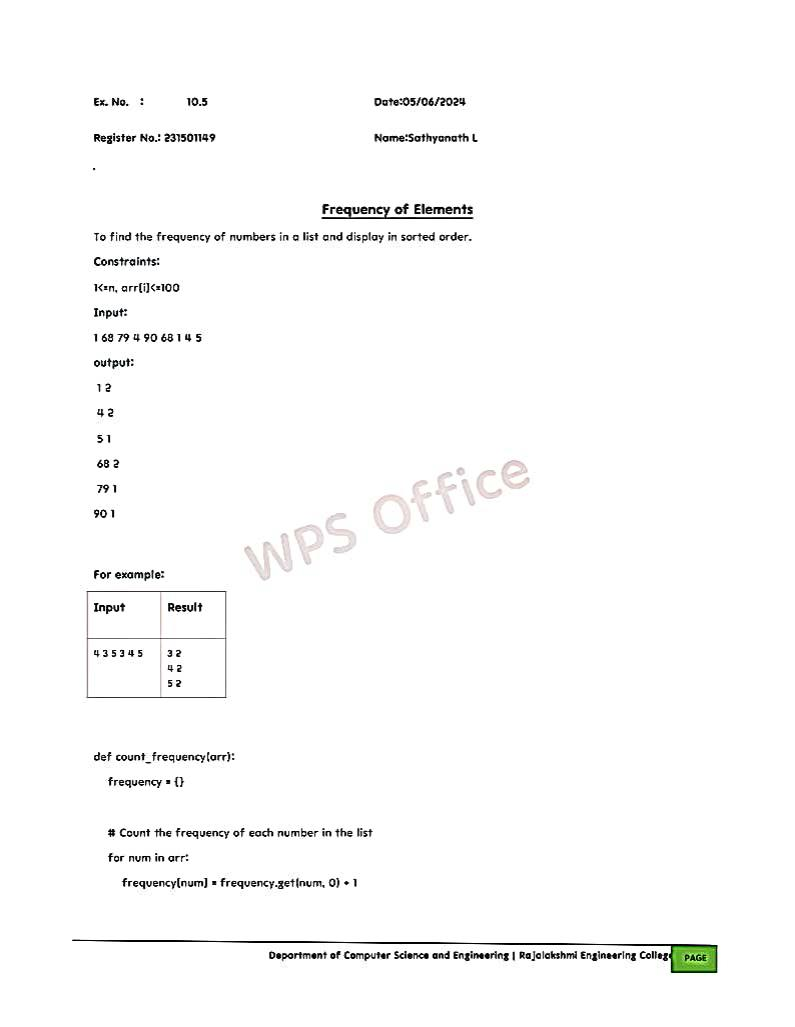 Ex. No. : 10.5 Date:05/06/2024
Register No.: 231501149 Name:Sathyanath L
.
Frequency of Elements
To find the frequency of numbers in a list and display in sorted order.
Constraints:
1<=n, arr[i]<=100
Input:
1 68 79 4 90 68 1 4 5
output:
1 2
4 2
5 1
68 2
79 1
90 1
WPS Office
For example:
Input Result
4 3 5 3 4 5 3 2
4 2
5 2
def count_frequency(arr):
frequency = {}
# Count the frequency of each number in the list
for num in arr:
frequency[num] = frequency.get(num, 0) + 1
Department of Computer Science and Engineering | Rajalakshmi Engineering College
PAGE